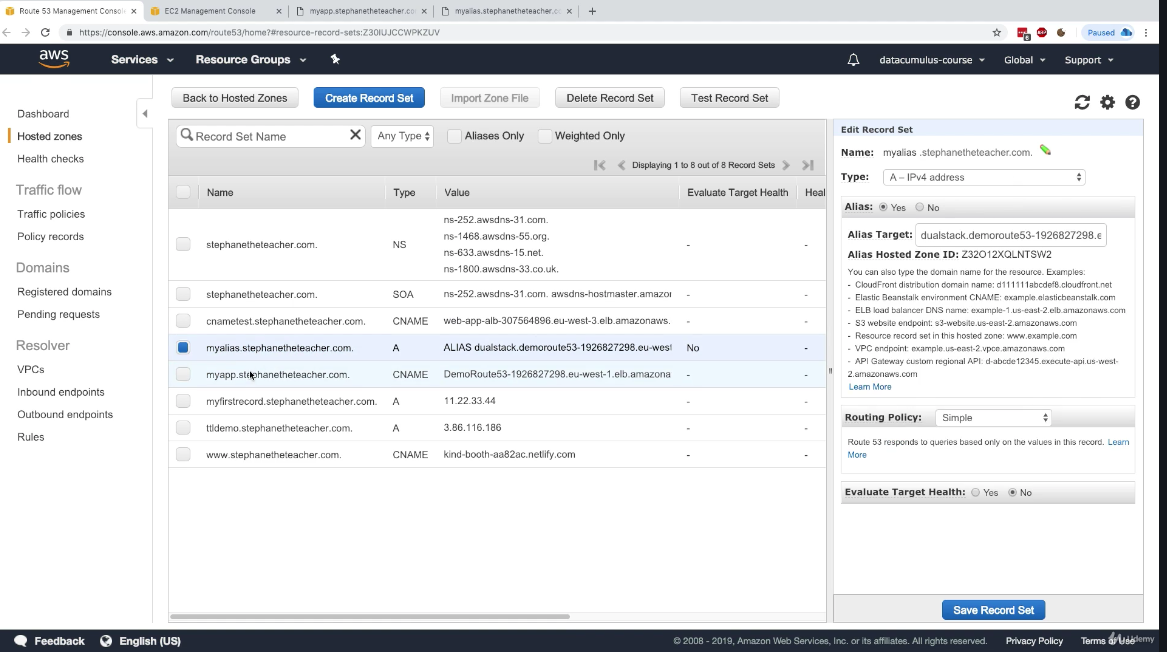 Route 53 Management Consol
EC2 Management Console
myapp.stephanetheteacher.co
myalias.stephanetheteacher.co
https://console.aws.amazon.com/route53/home?#resource-record-sets:Z30IUJCCWPKZUV
Paused
aws
Services
Resource Groups
datacumulus-course
Global
Support
Dashboard
Hosted zones
Health checks
Traffic flow
Traffic policies
Policy records
Domains
Registered domains
Pending requests
Resolver
VPCs
Inbound endpoints
Outbound endpoints
Rules
Back to Hosted Zones
Create Record Set
Import Zone File
Delete Record Set
Test Record Set
Record Set Name
Any Type
Aliases Only
Weighted Only
Displaying 1 to 8 out of 8 Record Sets
Name Type Value Evaluate Target Health Heal
ns-252.awsdns-31.com.
ns-1468.awsdns-55.org.
stephanetheteacher.com. NS - -
ns-633.awsdns-15.net.
ns-1800.awsdns-33.co.uk.
stephanetheteacher.com. SOA ns-252.awsdns-31.com. awsdns-hostmaster.amazon - -
cnametest.stephanetheteacher.com. CNAME web-app-alb-307564896.eu-west-3.elb.amazonaws. - -
myalias.stephanetheteacher.com. A ALIAS dualstack.demoroute53-1926827298.eu-west No -
myapp.stephanetheteacher.com. CNAME DemoRoute53-1926827298.eu-west-1.elb.amazona - -
myfirstrecord.stephanetheteacher.com. A 11.22.33.44 - -
ttldemo.stephanetheteacher.com. A 3.86.116.186 - -
www.stephanetheteacher.com. CNAME kind-booth-aa82ac.netlify.com - -
Edit Record Set
Name: myalias .stephanetheteacher.com.
Type: A – IPv4 address
Alias: Yes No
Alias Target: dualstack.demoroute53-1926827298.e
Alias Hosted Zone ID: Z32O12XQLNTSW2
You can also type the domain name for the resource. Examples:
- CloudFront distribution domain name: d111111abcdef8.cloudfront.net
- Elastic Beanstalk environment CNAME: example.elasticbeanstalk.com
- ELB load balancer DNS name: example-1.us-east-2.elb.amazonaws.com
- S3 website endpoint: s3-website.us-east-2.amazonaws.com
- Resource record set in this hosted zone: www.example.com
- VPC endpoint: example.us-east-2.vpce.amazonaws.com
- API Gateway custom regional API: d-abcde12345.execute-api.us-west-
2.amazonaws.com
Learn More
Routing Policy: Simple
Route 53 responds to queries based only on the values in this record. Learn
More
Evaluate Target Health: Yes No
Save Record Set
Feedback
English (US)
© 2008 - 2019, Amazon Web Services, Inc. or its affiliates. All rights reserved.
Privacy Policy
Terms of Use
Udemy